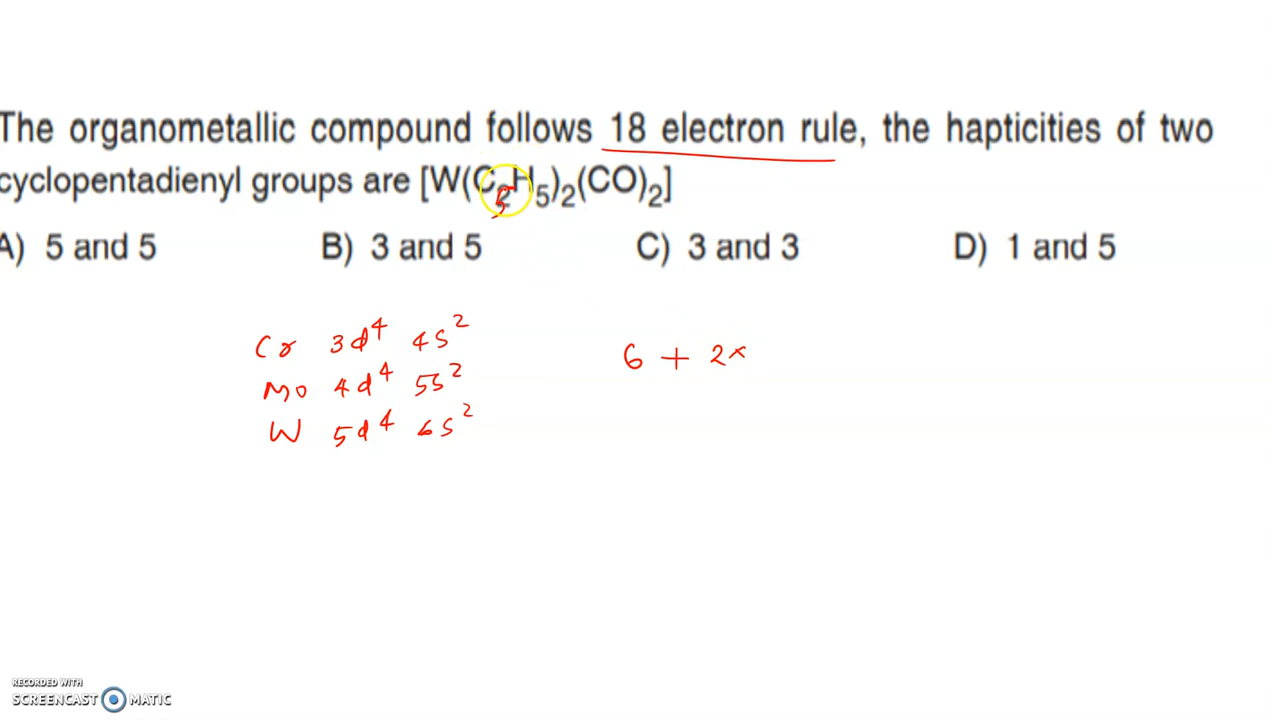 The organometallic compound follows 18 electron rule, the hapticities of two
cyclopentadienyl groups are [W(C₅H₅)₂(CO)₂]
A) 5 and 5 B) 3 and 5 C) 3 and 3 D) 1 and 5
Cr 3d⁴ 4s² 6 + 2x
Mo 4d⁴ 5s²
W 5d⁴ 6s²
RECORDED WITH
SCREENCAST MATIC